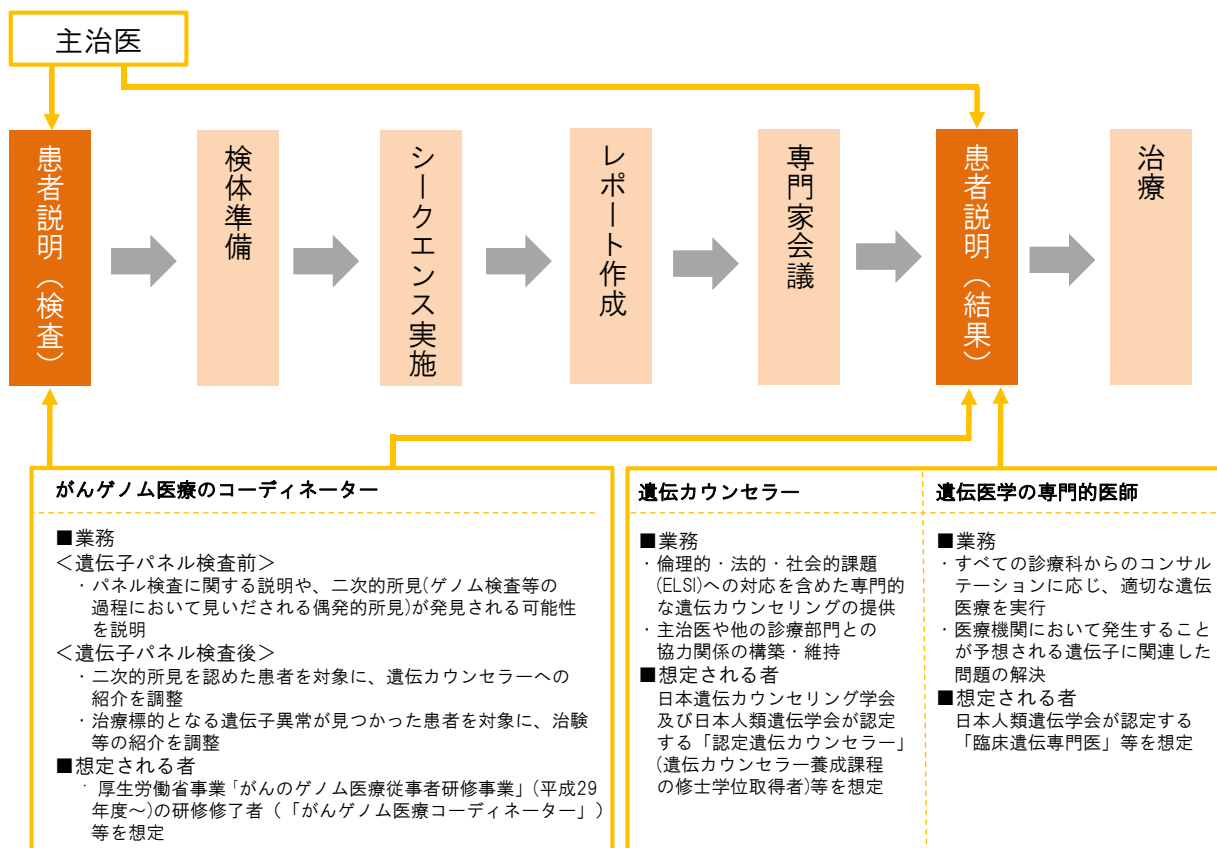 主治医
患者説明（検査）
検体準備
シークエンス実施
レポート作成
専門家会議
患者説明（結果）
治療
がんゲノム医療のコーディネーター
■業務
＜遺伝子パネル検査前＞
・パネル検査に関する説明や、二次的所見(ゲノム検査等の
過程において見いだされる偶発的所見)が発見される可能性
を説明
＜遺伝子パネル検査後＞
・二次的所見を認めた患者を対象に、遺伝カウンセラーへの
紹介を調整
・治療標的となる遺伝子異常が見つかった患者を対象に、治験
等の紹介を調整
■想定される者
・厚生労働省事業「がんのゲノム医療従事者研修事業」(平成29
年度～)の研修修了者（「がんゲノム医療コーディネーター」）
等を想定
遺伝カウンセラー
■業務
・倫理的・法的・社会的課題
(ELSI)への対応を含めた専門的
な遺伝カウンセリングの提供
・主治医や他の診療部門との
協力関係の構築・維持
■想定される者
日本遺伝カウンセリング学会
及び日本人類遺伝学会が認定
する「認定遺伝カウンセラー」
(遺伝カウンセラー養成課程
の修士学位取得者)等を想定
遺伝医学の専門的医師
■業務
・すべての診療科からのコンサル
テーションに応じ、適切な遺伝
医療を実行
・医療機関において発生すること
が予想される遺伝子に関連した
問題の解決
■想定される者
日本人類遺伝学会が認定する
「臨床遺伝専門医」等を想定